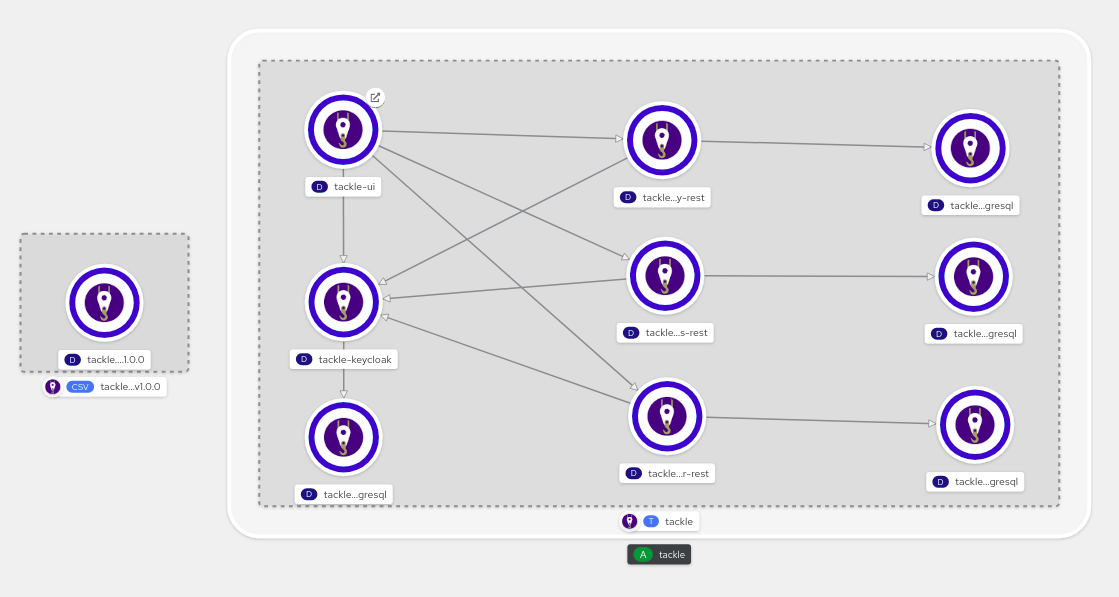 D tackle-ui
D tackle...y-rest
D tackle...gresql
D tackle-keycloak
D tackle...s-rest
D tackle...gresql
D tackle....1.0.0
CSV tackle...v1.0.0
D tackle...gresql
D tackle...r-rest
D tackle...gresql
T tackle
A tackle